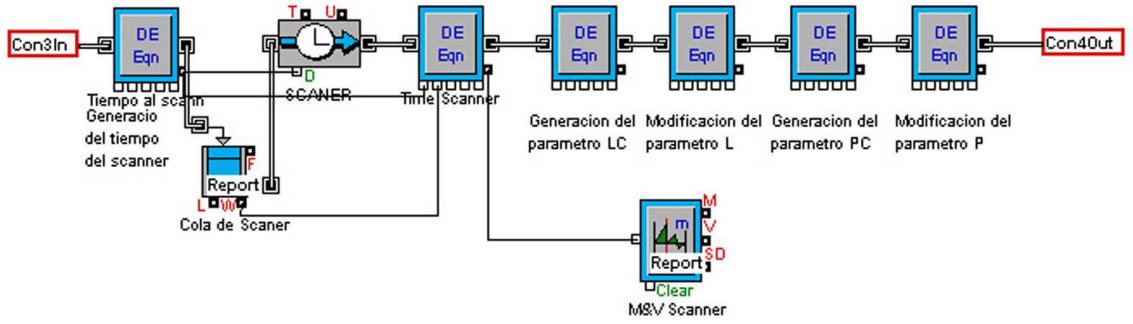 T U
DE Eqn
DE Eqn
DE Eqn
DE Eqn
DE Eqn
DE Eqn
Con3In
Con4Out
D
Tiempo al scann
SCANER
Time Scanner
Generacio
del tiempo
del scanner
Generacion del
parametro LC
Modificacion del
parametro L
Generacion del
parametro PC
Modificacion del
parametro P
F
Report
L W
Cola de Scaner
M
V
SD
m
Report
Clear
M&V Scanner